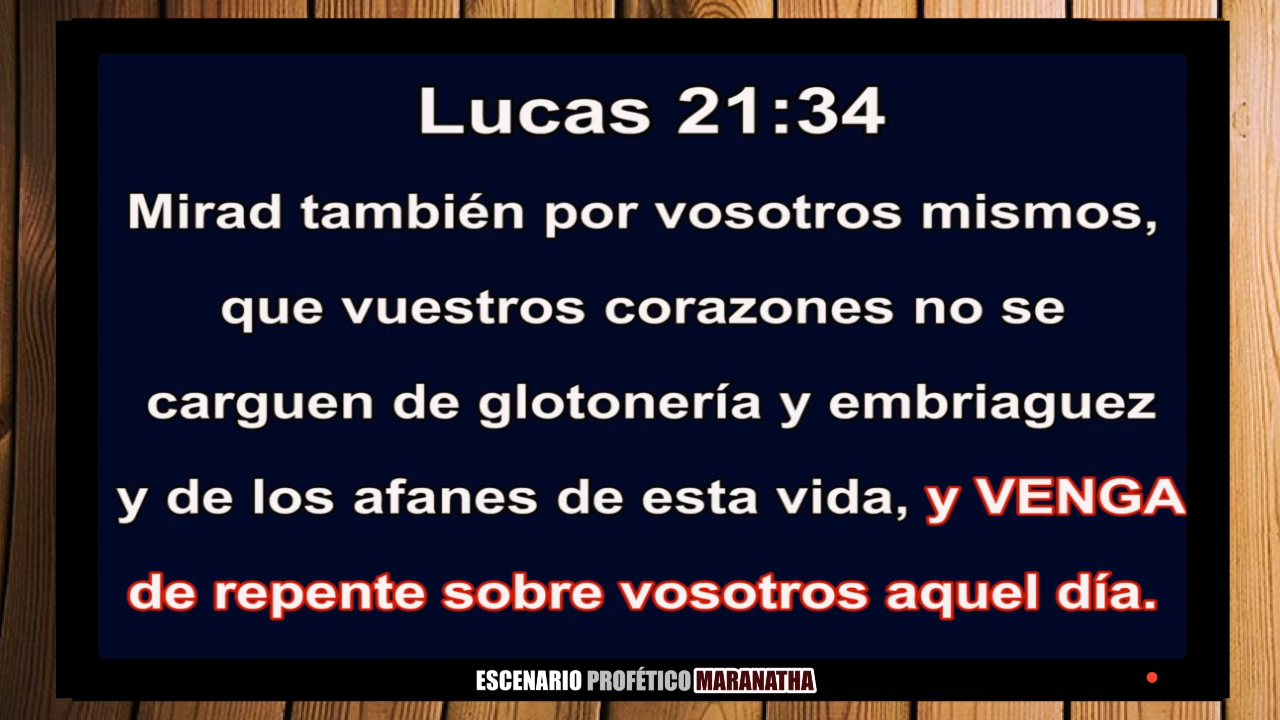 Lucas 21:34
Mirad también por vosotros mismos,
que vuestros corazones no se
carguen de glotonería y embriaguez
y de los afanes de esta vida, y VENGA
de repente sobre vosotros aquel día.
ESCENARIO PROFÉTICO MARANATHA